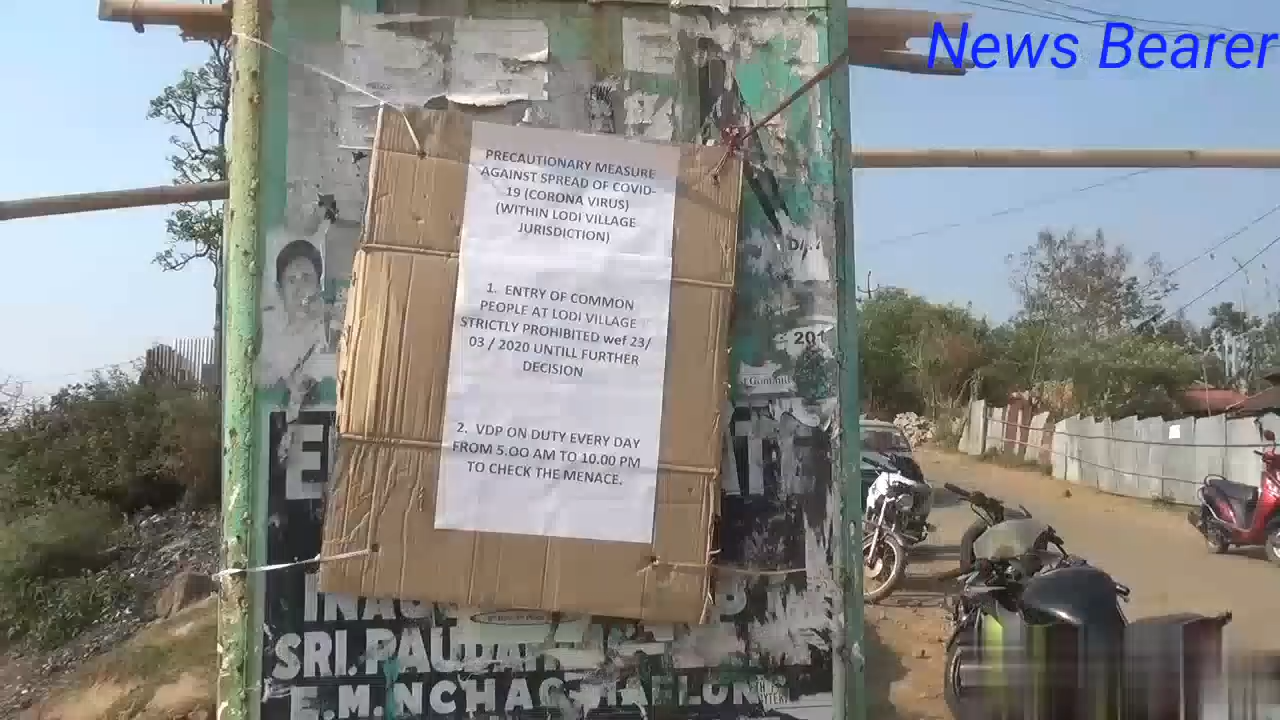 News Bearer
PRECAUTIONARY MEASURE
AGAINST SPREAD OF COVID-
19 (CORONA VIRUS)
(WITHIN LODI VILLAGE
JURISDICTION)
1. ENTRY OF COMMON
PEOPLE AT LODI VILLAGE
STRICTLY PROHIBITED wef 23/
03 / 2020 UNTILL FURTHER
DECISION
2. VDP ON DUTY EVERY DAY
FROM 5.OO AM TO 10.00 PM
TO CHECK THE MENACE.
201
SRI.
E.M.